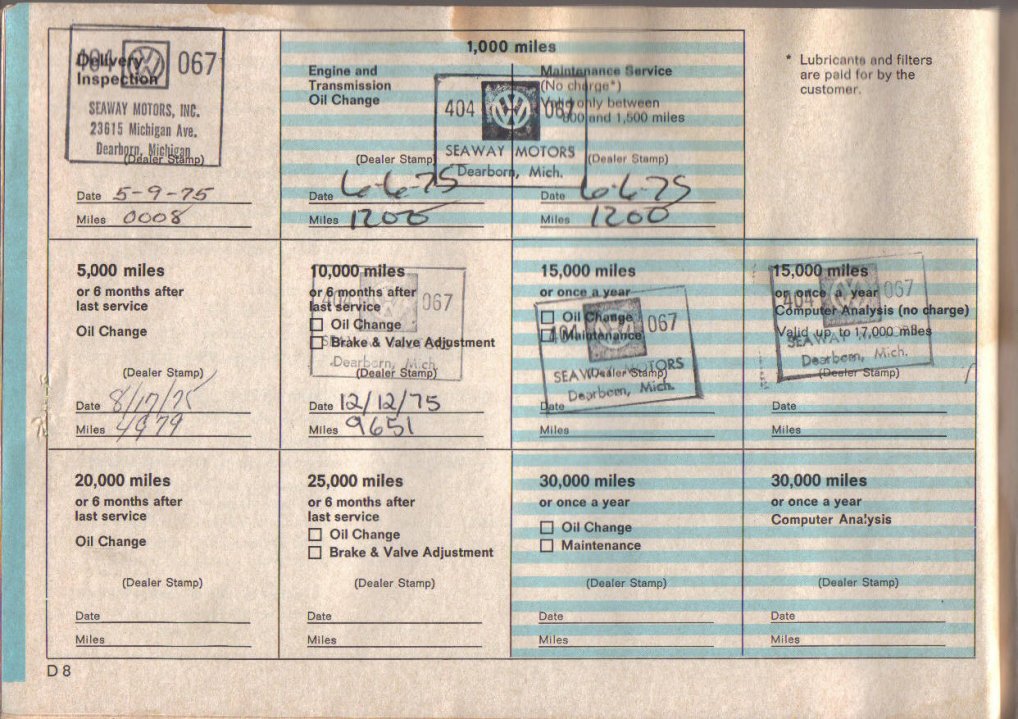 404 067
Delivery
Inspection
SEAWAY MOTORS, INC.
23615 Michigan Ave.
Dearborn, Michigan
(Dealer Stamp)
Date 5-9-75
Miles 0008
1,000 miles
Engine and
Transmission
Oil Change
(Dealer Stamp)
Date 6-6-75
Miles 1200
Maintenance Service
(No charge*)
Valid only between
800 and 1,500 miles
404 067
SEAWAY MOTORS
Dearborn, Mich.
(Dealer Stamp)
Date 6-6-75
Miles 1200
* Lubricants and filters
are paid for by the
customer.
5,000 miles
or 6 months after
last service
Oil Change
(Dealer Stamp)
Date 8/17/75
Miles 4979
10,000 miles
or 6 months after
last service
Oil Change
Brake & Valve Adjustment
404 067
Dearborn, Mich.
(Dealer Stamp)
Date 12/12/75
Miles 9651
15,000 miles
or once a year
Oil Change
Maintenance
404 067
SEAWAY MOTORS
Dearborn, Mich.
(Dealer Stamp)
Date
Miles
15,000 miles
or once a year
Computer Analysis (no charge)
Valid up to 17,000 miles
404 067
SEAWAY
Dearborn, Mich.
(Dealer Stamp)
Date
Miles
20,000 miles
or 6 months after
last service
Oil Change
(Dealer Stamp)
Date
Miles
25,000 miles
or 6 months after
last service
Oil Change
Brake & Valve Adjustment
(Dealer Stamp)
Date
Miles
30,000 miles
or once a year
Oil Change
Maintenance
(Dealer Stamp)
Date
Miles
30,000 miles
or once a year
Computer Analysis
(Dealer Stamp)
Date
Miles
D 8